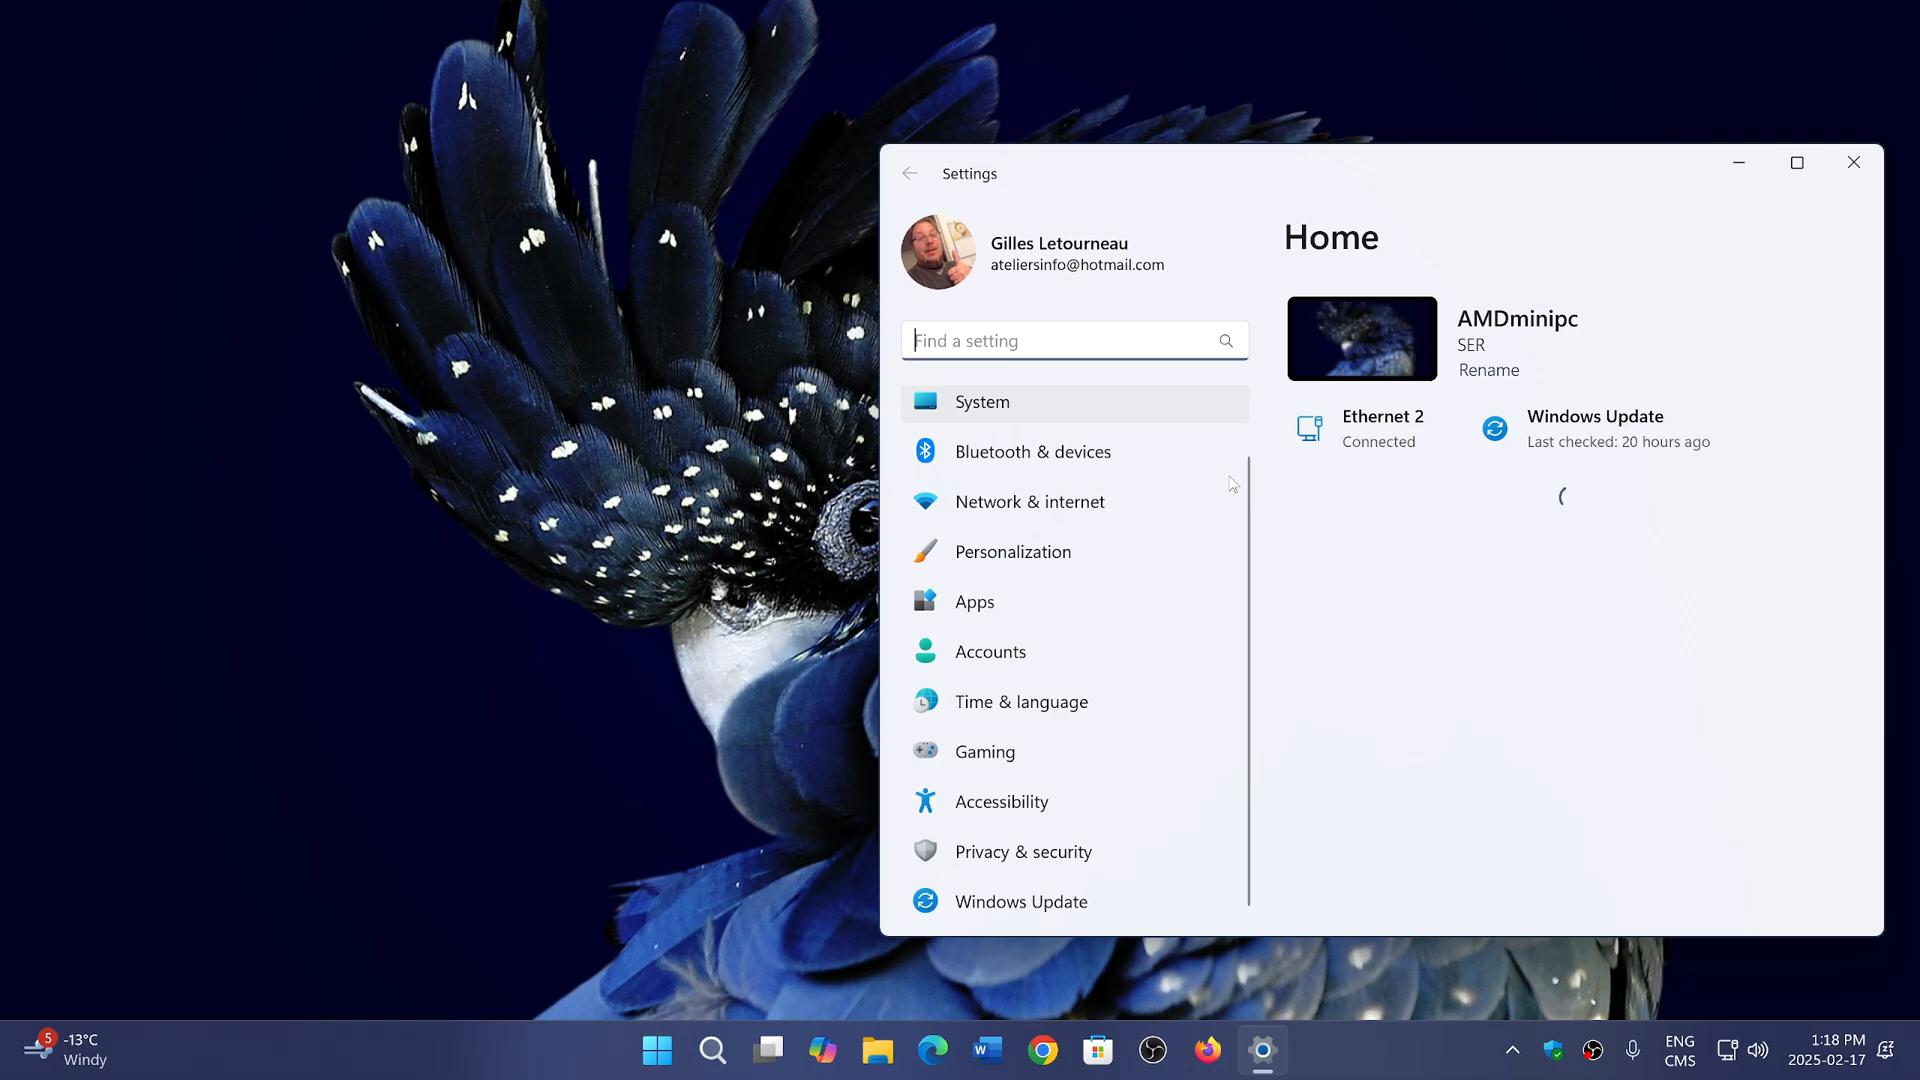 Settings
Gilles Letourneau
ateliersinfo@hotmail.com
Find a setting
System
Bluetooth & devices
Network & internet
Personalization
Apps
Accounts
Time & language
Gaming
Accessibility
Privacy & security
Windows Update
Home
AMDminipc
SER
Rename
Ethernet 2
Connected
Windows Update
Last checked: 20 hours ago
5
-13°C
Windy
W
ENG
CMS
1:18 PM
2025-02-17